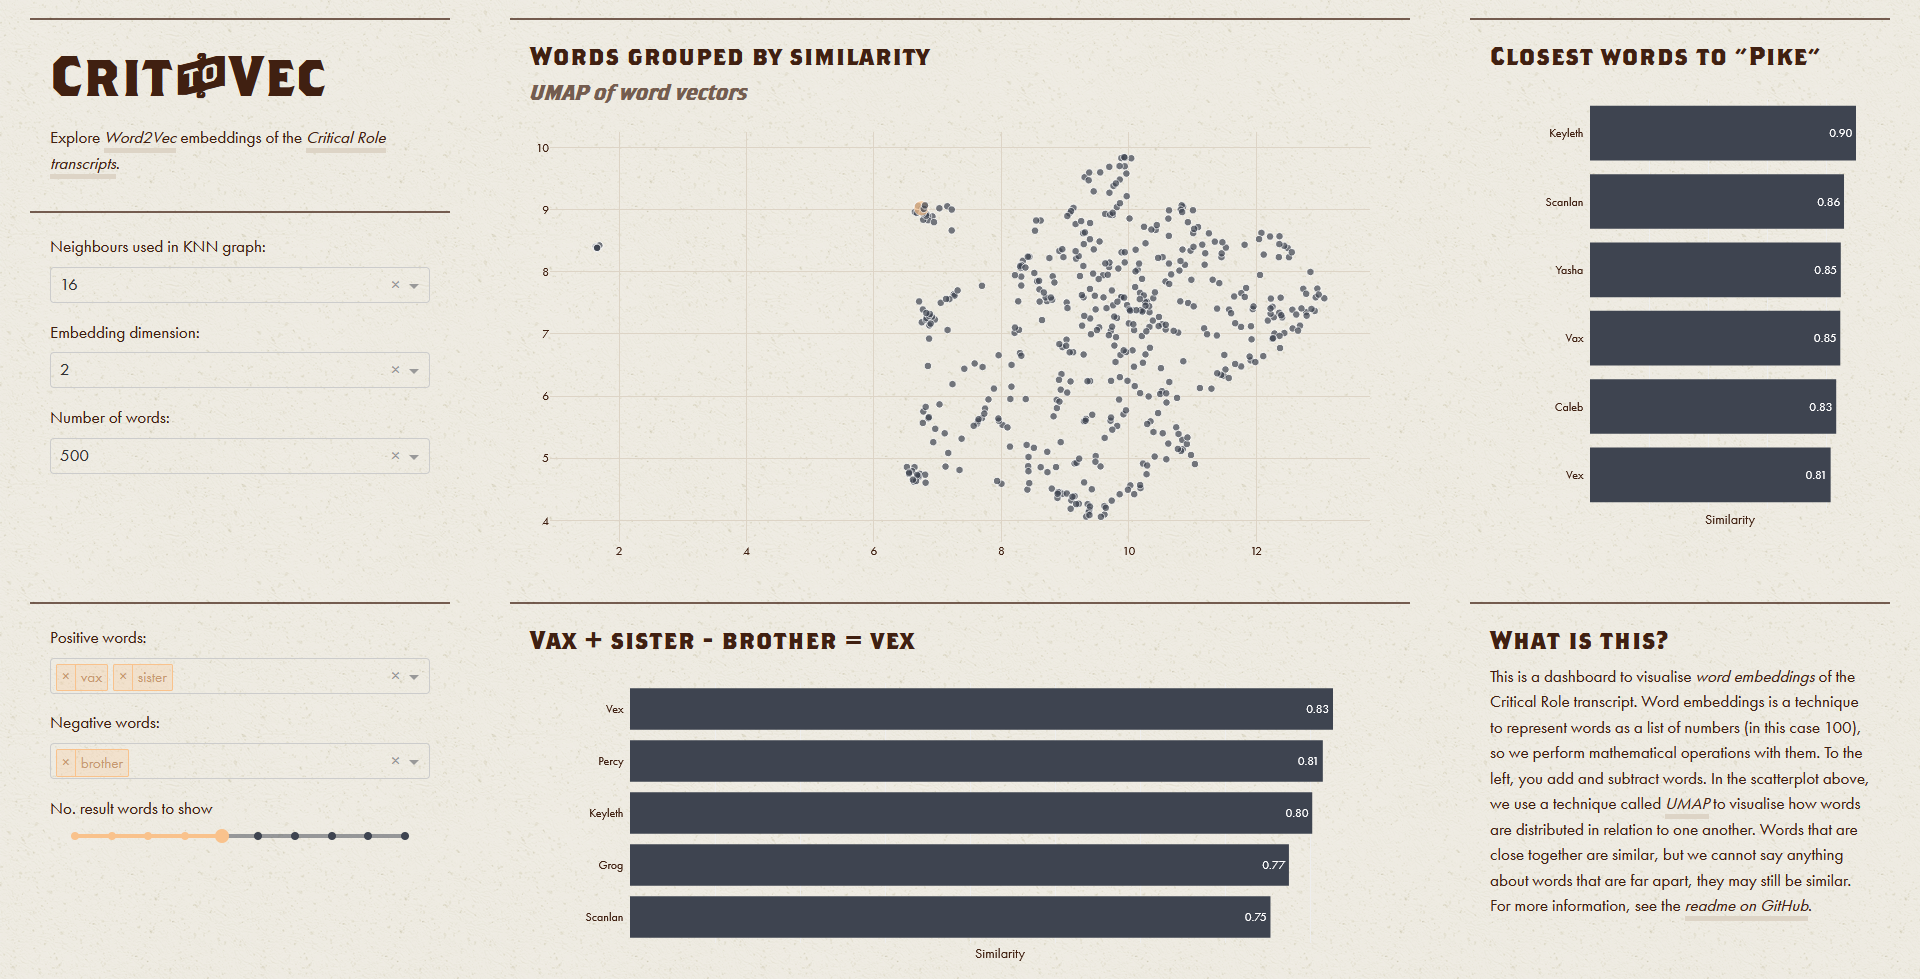 CRIT TO VEC
Explore Word2Vec embeddings of the Critical Role
transcripts.
Neighbours used in KNN graph:
16
Embedding dimension:
2
Number of words:
500
WORDS GROUPED BY SIMILARITY
UMAP of word vectors
10
9
8
7
6
5
4
2
4
6
8
10
12
CLOSEST WORDS TO “PIKE”
Keyleth 0.90
Scanlan 0.86
Yasha 0.85
Vax 0.85
Caleb 0.83
Vex 0.81
Similarity
Positive words:
× vax × sister
Negative words:
× brother
No. result words to show
VAX + SISTER - BROTHER = VEX
Vex 0.83
Percy 0.81
Keyleth 0.80
Grog 0.77
Scanlan 0.75
Similarity
WHAT IS THIS?
This is a dashboard to visualise word embeddings of the
Critical Role transcript. Word embeddings is a technique
to represent words as a list of numbers (in this case 100),
so we perform mathematical operations with them. To the
left, you add and subtract words. In the scatterplot above,
we use a technique called UMAP to visualise how words
are distributed in relation to one another. Words that are
close together are similar, but we cannot say anything
about words that are far apart, they may still be similar.
For more information, see the readme on GitHub.